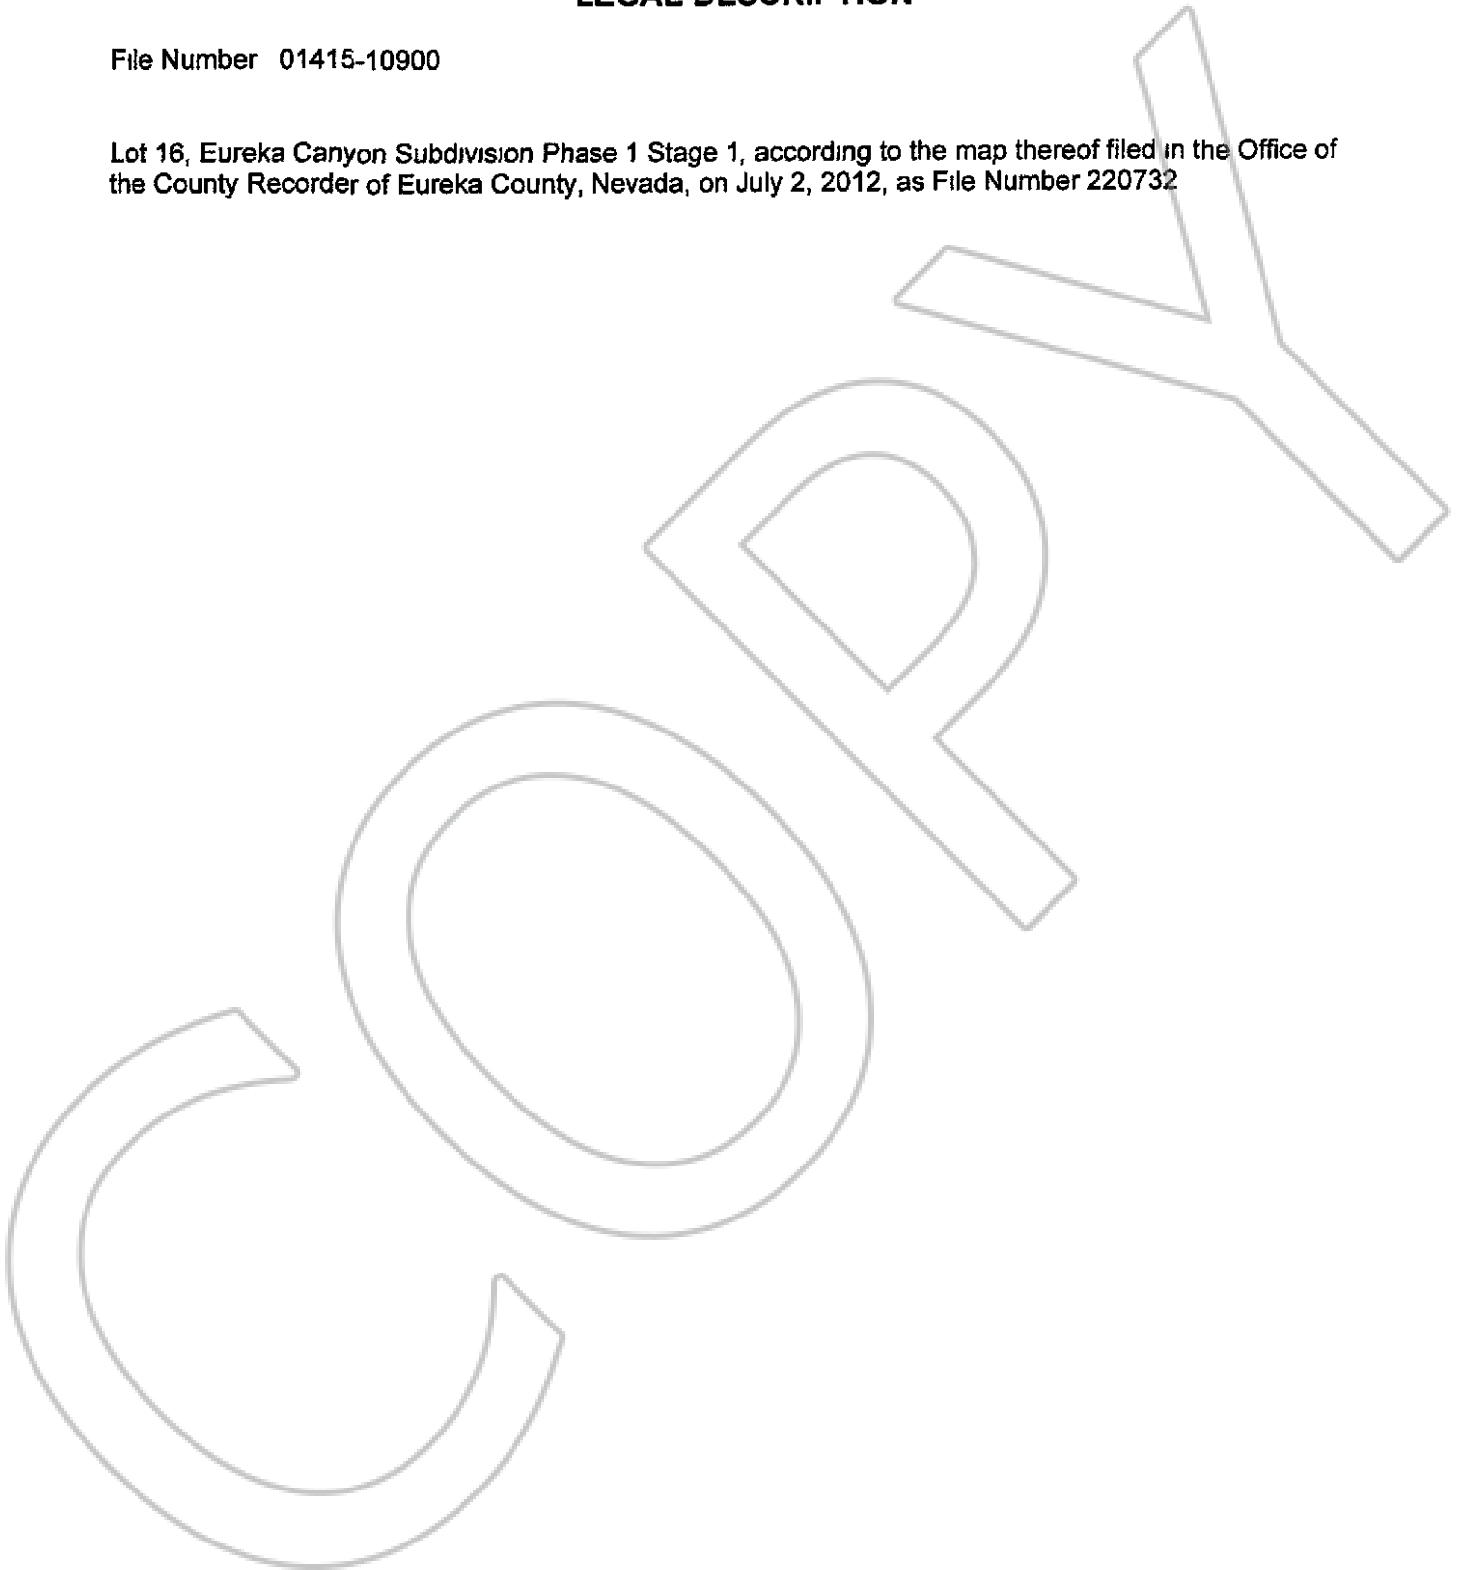 LEGAL DESCRIPTION
File Number 01415-10900
Lot 16, Eureka Canyon Subdivision Phase 1 Stage 1, according to the map thereof filed in the Office of
the County Recorder of Eureka County, Nevada, on July 2, 2012, as File Number 220732
COPY